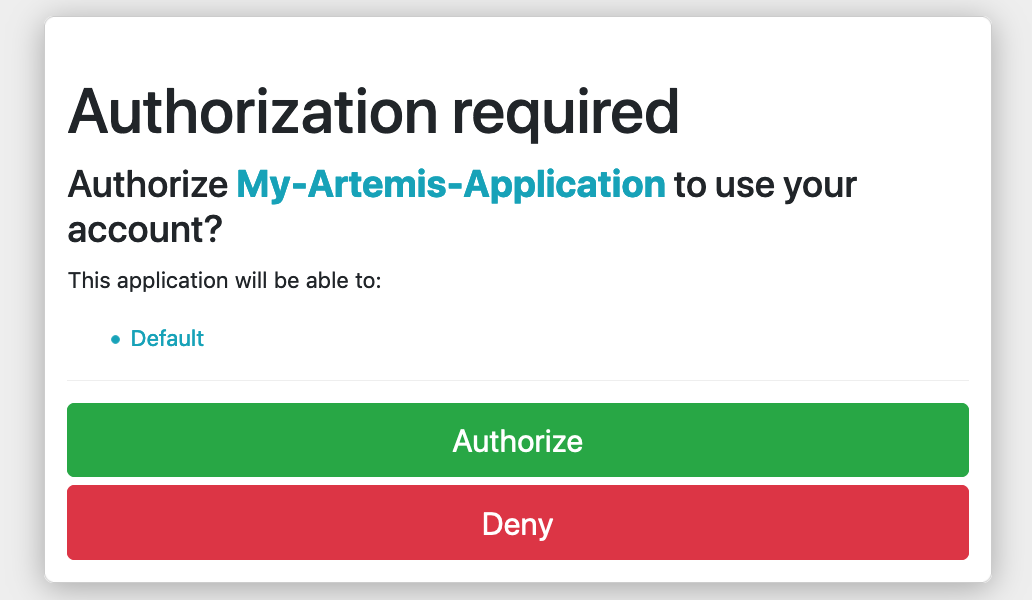 Authorization required
Authorize My-Artemis-Application to use your
account?
This application will be able to:
Default
Authorize
Deny